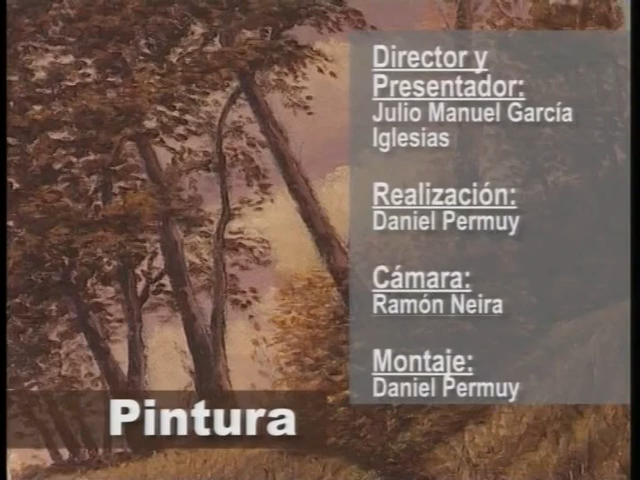 Director y
Presentador:
Julio Manuel García
Iglesias
Realización:
Daniel Permuy
Cámara:
Ramón Neira
Montaje:
Daniel Permuy
Pintura